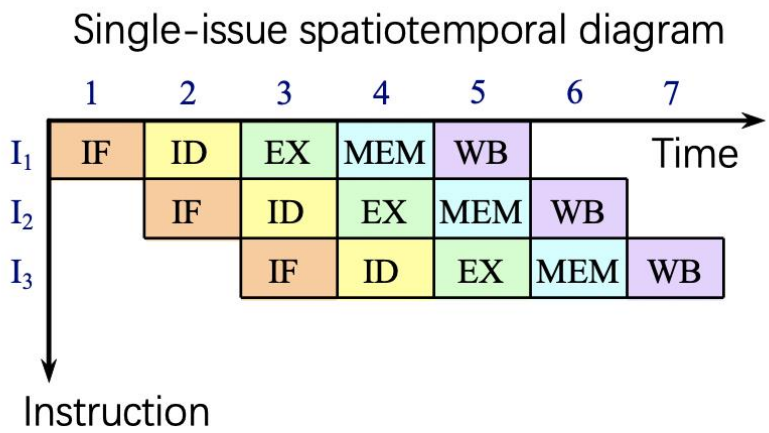 Single-issue spatiotemporal diagram
1 2 3 4 5 6 7
I₁ IF ID EX MEM WB Time
I₂ IF ID EX MEM WB
I₃ IF ID EX MEM WB
Instruction